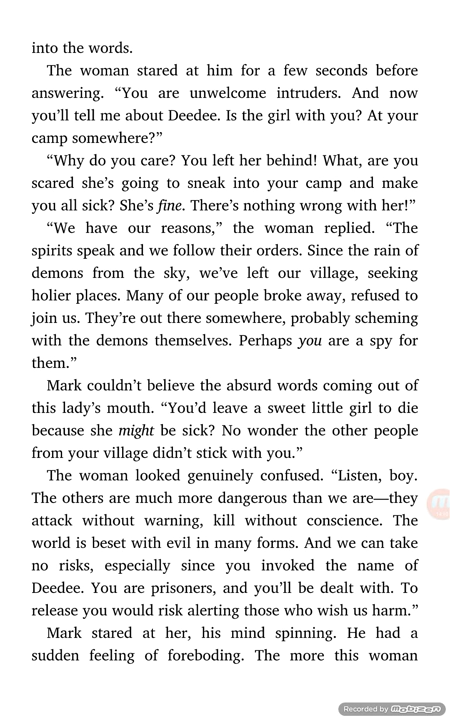 into the words.
The woman stared at him for a few seconds before
answering. “You are unwelcome intruders. And now
you’ll tell me about Deedee. Is the girl with you? At your
camp somewhere?”
“Why do you care? You left her behind! What, are you
scared she’s going to sneak into your camp and make
you all sick? She’s fine. There’s nothing wrong with her!”
“We have our reasons,” the woman replied. “The
spirits speak and we follow their orders. Since the rain of
demons from the sky, we’ve left our village, seeking
holier places. Many of our people broke away, refused to
join us. They’re out there somewhere, probably scheming
with the demons themselves. Perhaps you are a spy for
them.”
Mark couldn’t believe the absurd words coming out of
this lady’s mouth. “You’d leave a sweet little girl to die
because she might be sick? No wonder the other people
from your village didn’t stick with you.”
The woman looked genuinely confused. “Listen, boy.
The others are much more dangerous than we are—they
attack without warning, kill without conscience. The
world is beset with evil in many forms. And we can take
no risks, especially since you invoked the name of
Deedee. You are prisoners, and you’ll be dealt with. To
release you would risk alerting those who wish us harm.”
Mark stared at her, his mind spinning. He had a
sudden feeling of foreboding. The more this woman
Recorded by mobizen